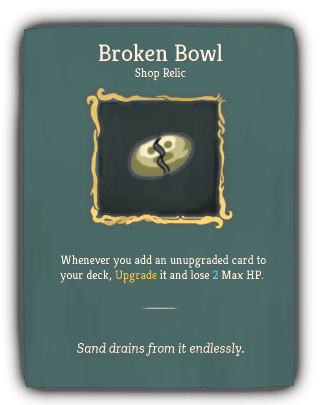 Broken Bowl
Shop Relic
Whenever you add an unupgraded card to
your deck, Upgrade it and lose 2 Max HP.
Sand drains from it endlessly.